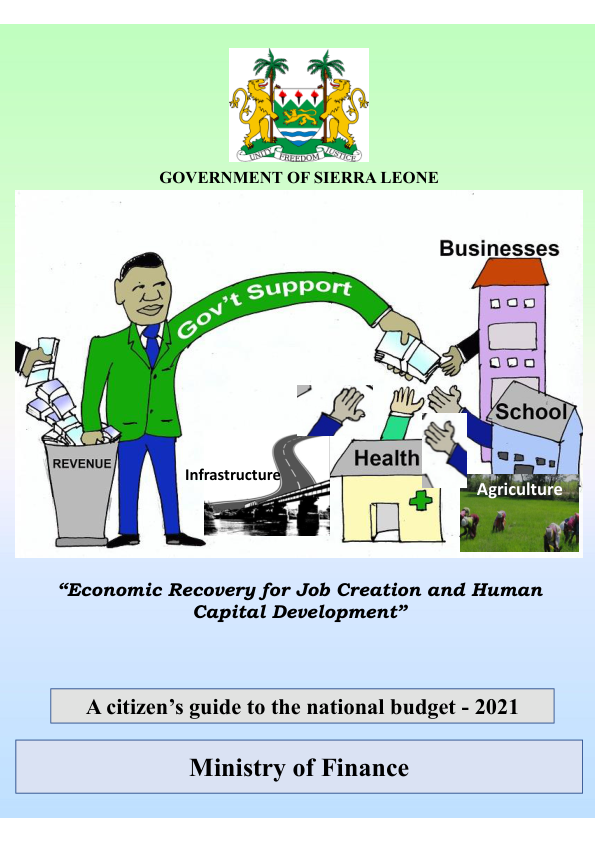 UNITY FREEDOM JUSTICE
GOVERNMENT OF SIERRA LEONE
Businesses
Gov't Support
School
REVENUE
Infrastructure
Health
Agriculture
“Economic Recovery for Job Creation and Human
Capital Development”
A citizen’s guide to the national budget - 2021
Ministry of Finance